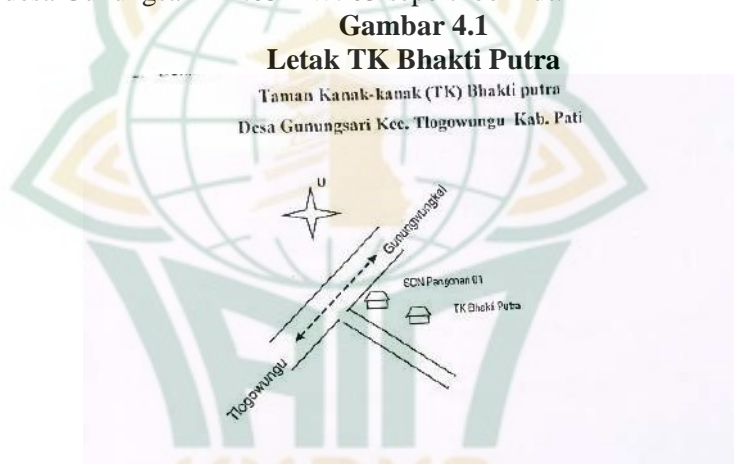 Gambar 4.1
Letak TK Bhakti Putra
Taman Kanak-kanak (TK) Bhakti putra
Desa Gunungsari Kec. Tlogowungu Kab. Pati
U
Gunungwungkal
SDN Pangonan 01
TK Bhakti Putra
Tlogowungu